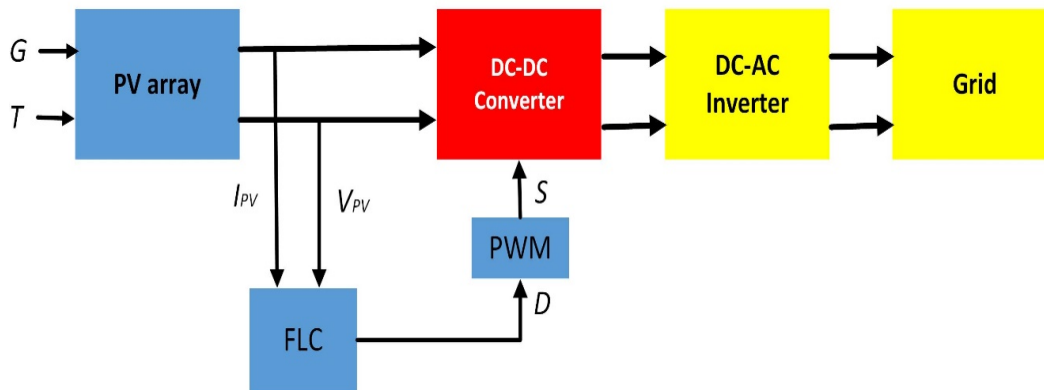 G
T
PV array
DC-DC
Converter
DC-AC
Inverter
Grid
IPV
VPV
S
PWM
D
FLC